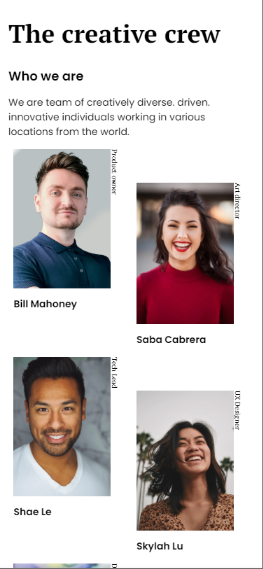 The creative crew
Who we are
We are team of creatively diverse. driven.
innovative individuals working in various
locations from the world.
Product owner
Bill Mahoney
Art director
Saba Cabrera
Tech Lead
Shae Le
UX Designer
Skylah Lu
D